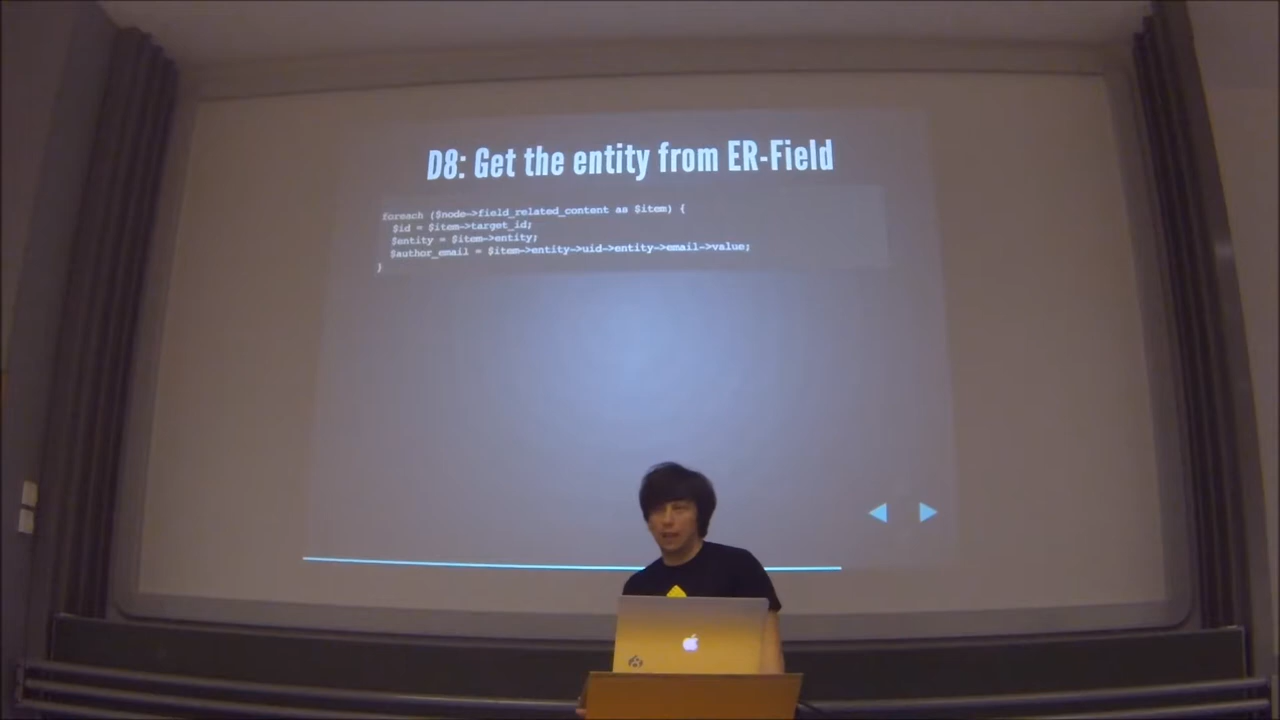 D8: Get the entity from ER-Field
foreach ($node->field_related_content as $item) {
$id = $item->target_id;
$entity = $item->entity;
$author_email = $item->entity->uid->entity->email->value;
}